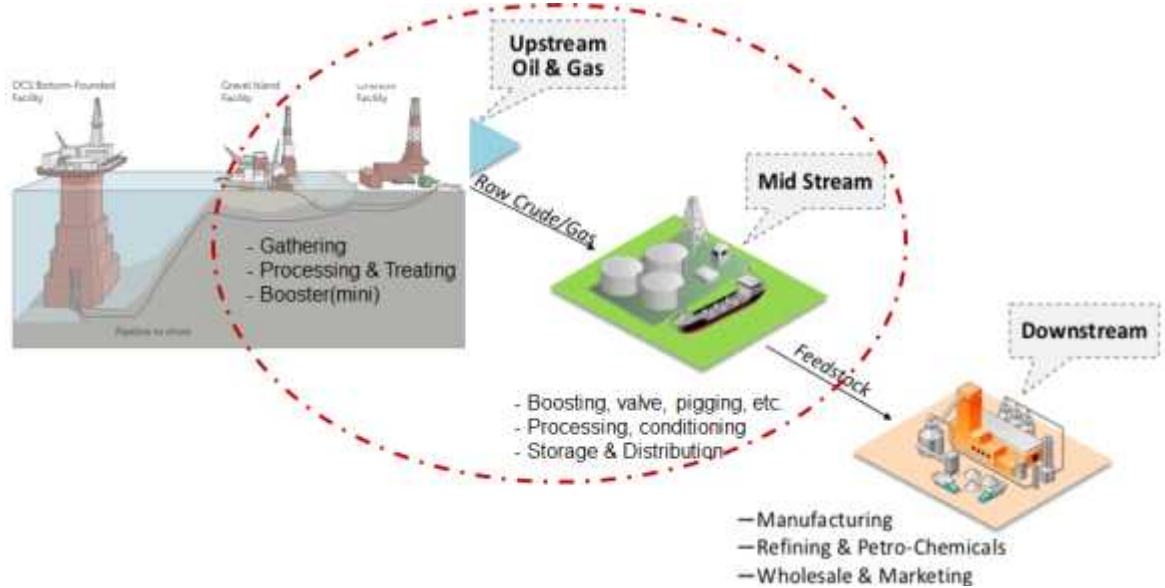 Upstream
Oil & Gas
OCS Bottom-Founded
Facility
Gravel Island
Facility
Facility
Mid Stream
Raw Crude/Gas
- Gathering
- Processing & Treating
- Booster(mini)
Pipeline to shore
Downstream
Feedstock
- Boosting, valve, pigging, etc.
- Processing, conditioning
- Storage & Distribution
—Manufacturing
—Refining & Petro-Chemicals
—Wholesale & Marketing